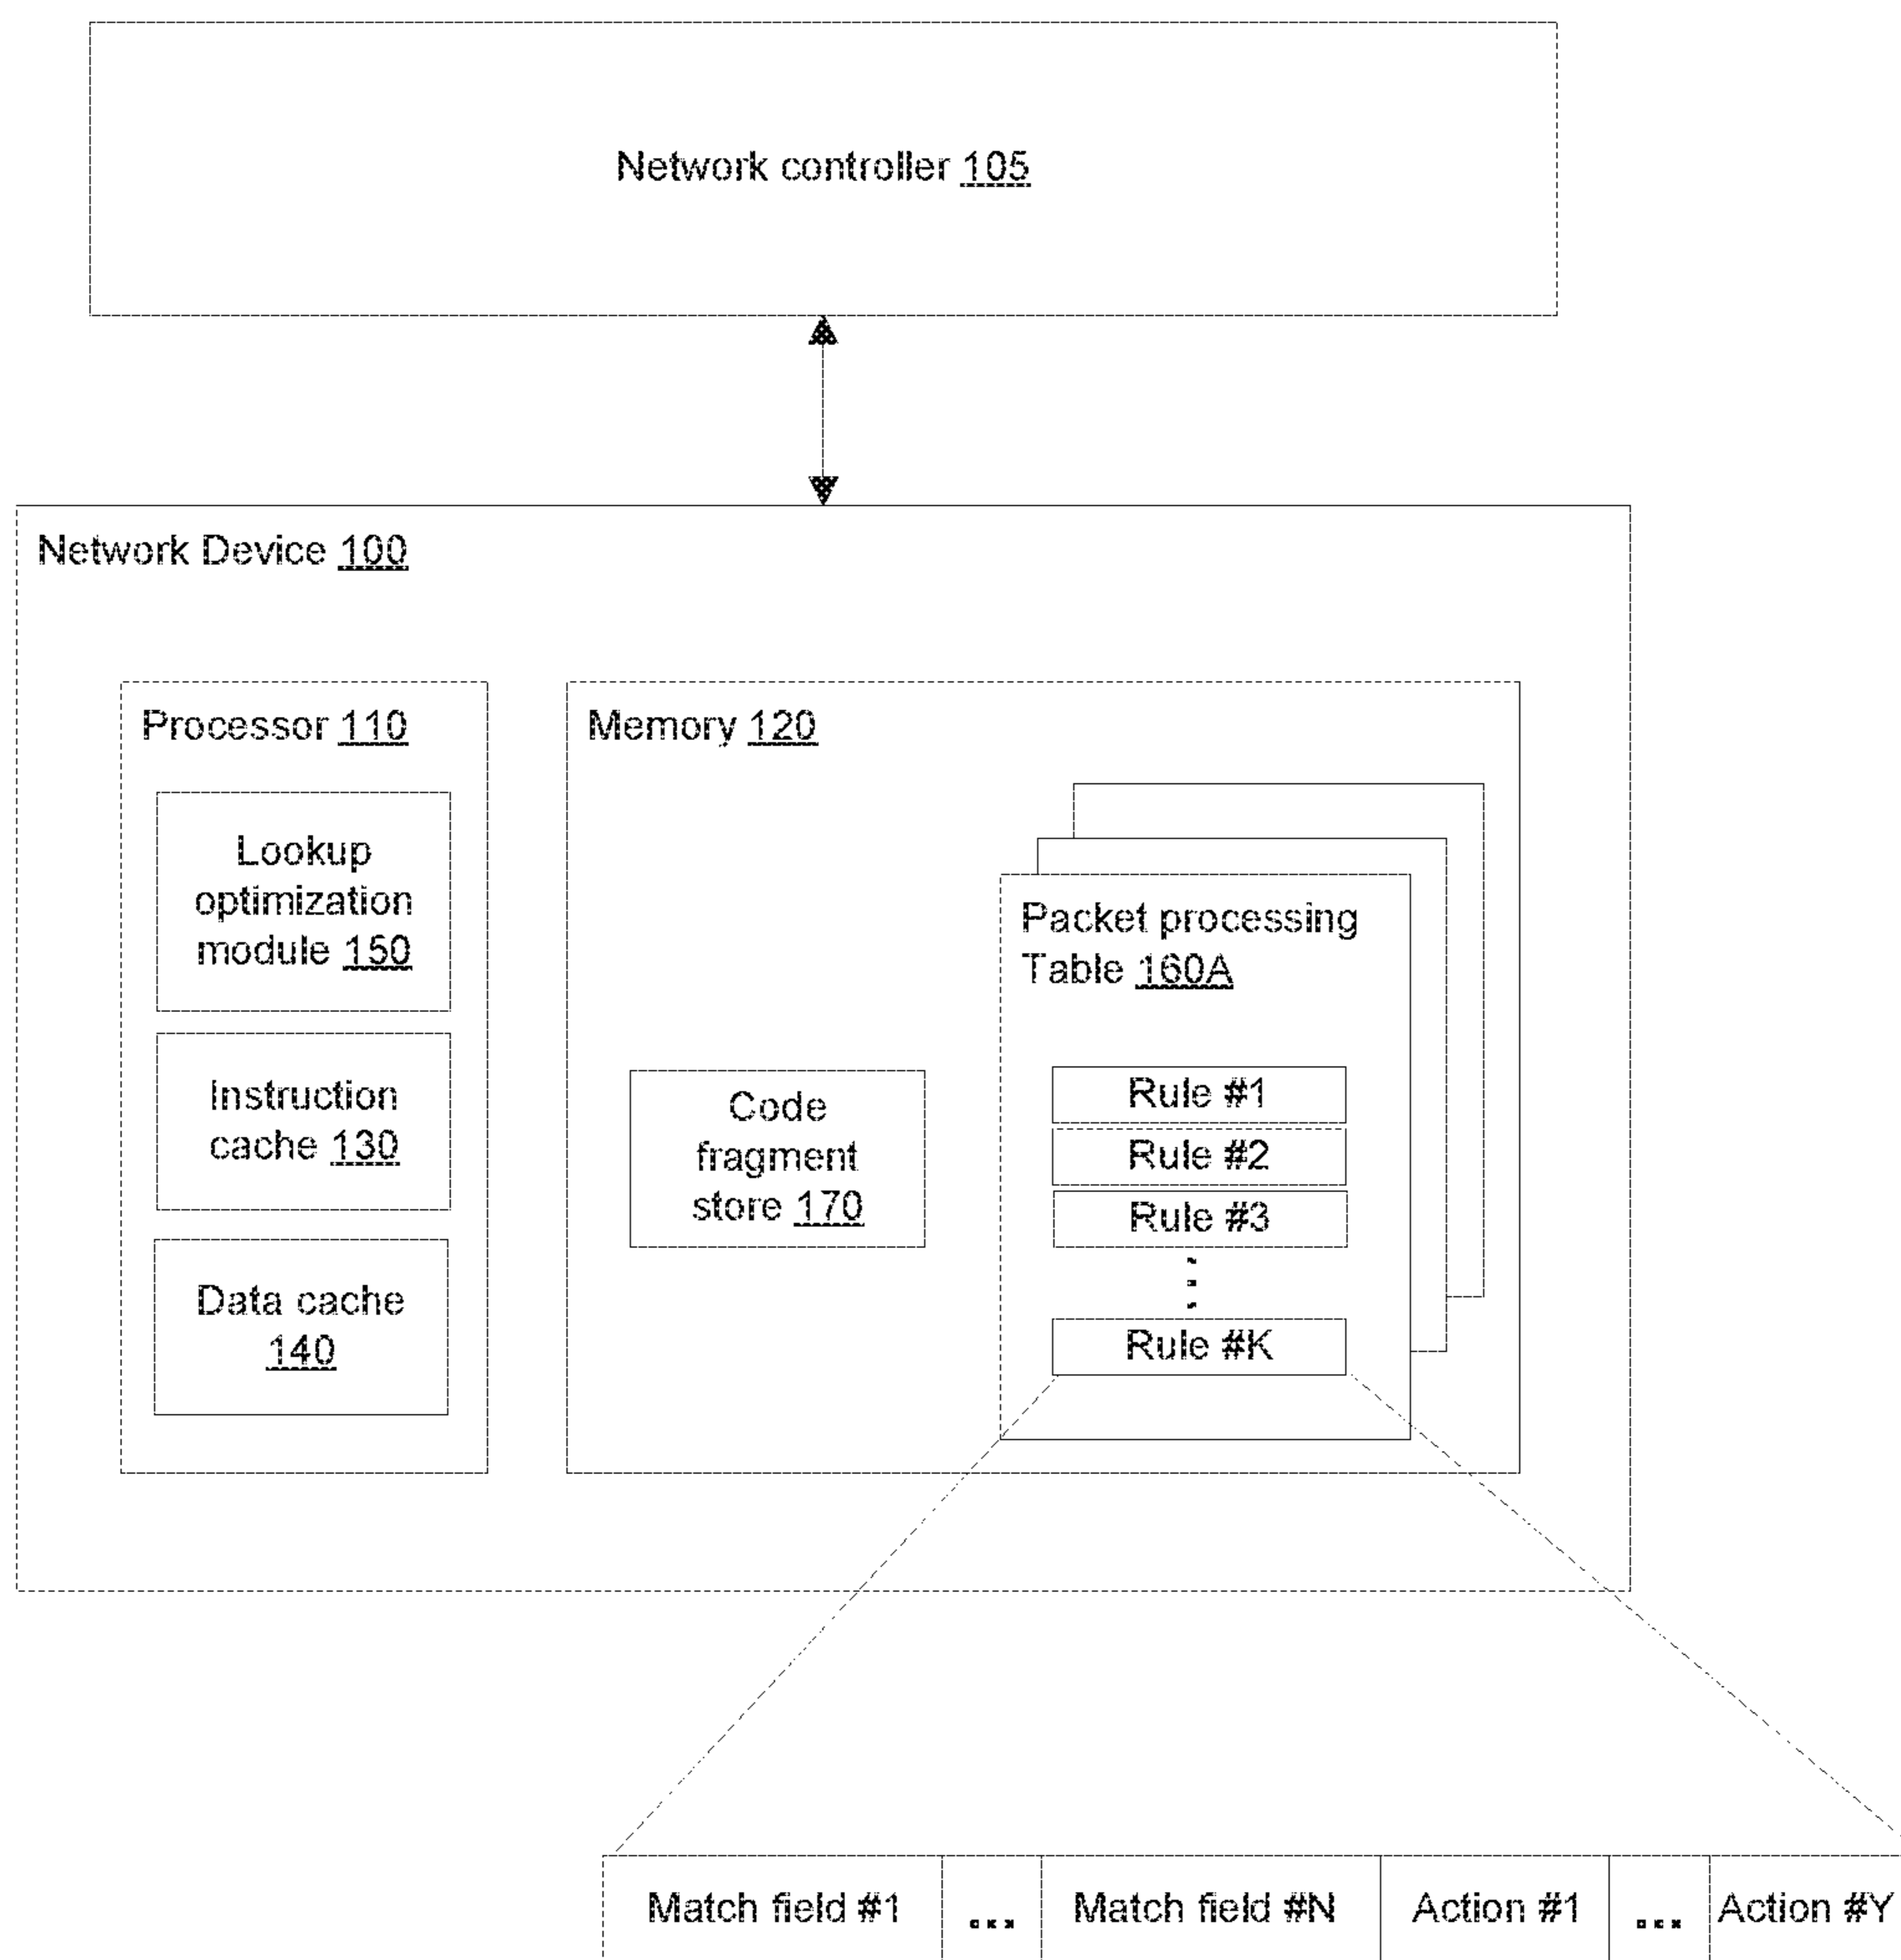 Network controller 105
Network Device 100
Processor 110
Lookup
optimization
module 150
Instruction
cache 130
Data cache
140
Memory 120
Code
fragment
store 170
Packet processing
Table 160A
Rule #1
Rule #2
Rule #3
⋮
Rule #K
Match field #1 ... Match field #N Action #1 ... Action #Y